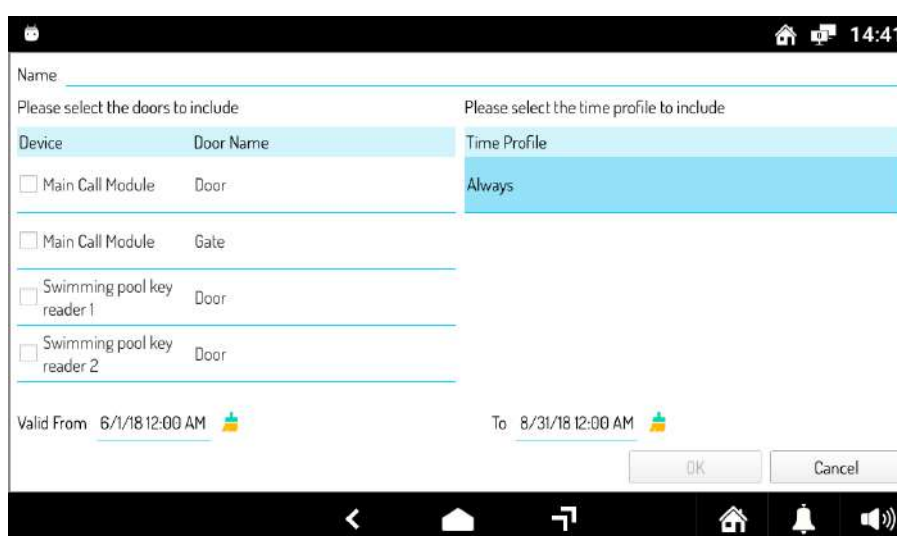 14:41
Name
Please select the doors to include
Please select the time profile to include
Device Door Name
Time Profile
Main Call Module Door
Always
Main Call Module Gate
Swimming pool key
reader 1
Door
Swimming pool key
reader 2
Door
Valid From 6/1/18 12:00 AM
To 8/31/18 12:00 AM
OK
Cancel